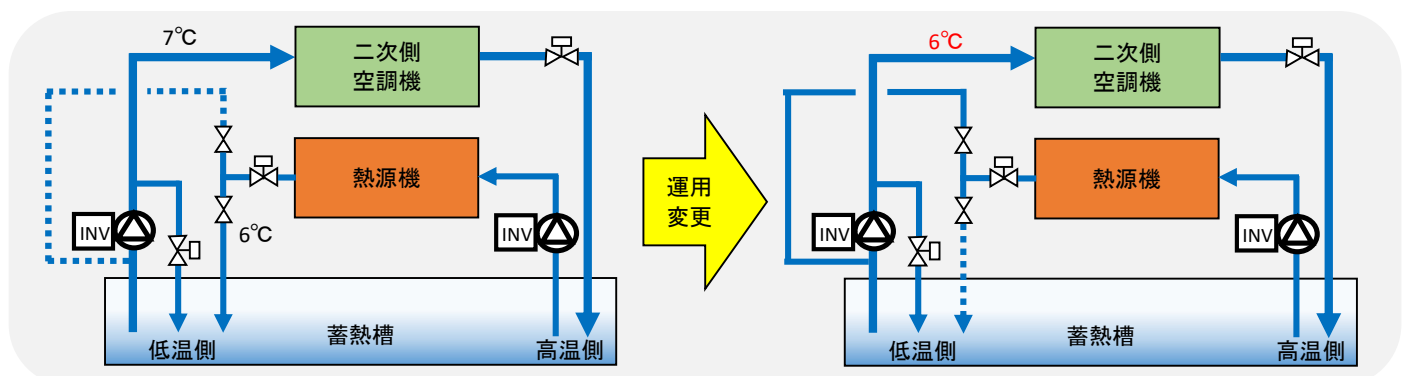 7℃
二次側
空調機
熱源機
INV
6℃
INV
蓄熱槽
低温側
高温側
運用
変更
6℃
二次側
空調機
熱源機
INV
INV
蓄熱槽
低温側
高温側